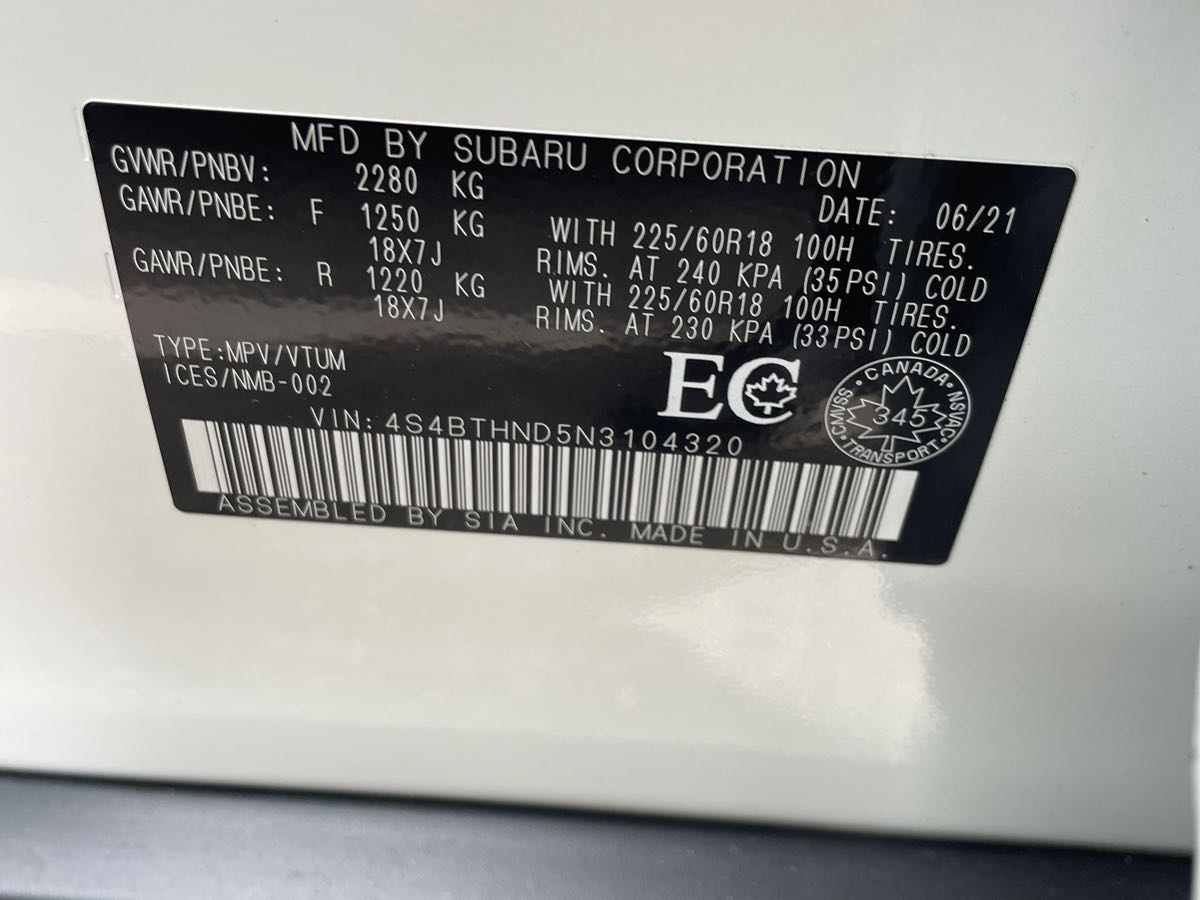 MFD BY SUBARU CORPORATION
GVWR/PNBV: 2280 KG DATE: 06/21
GAWR/PNBE: F 1250 KG WITH 225/60R18 100H TIRES.
18X7J RIMS. AT 240 KPA (35PSI) COLD
GAWR/PNBE: R 1220 KG WITH 225/60R18 100H TIRES.
18X7J RIMS. AT 230 KPA (33PSI) COLD
TYPE:MPV/VTUM
ICES/NMB-002
EC
CANADA
CMVSS 345 NSVAC
TRANSPORT
VIN: 4S4BTHND5N3104320
ASSEMBLED BY SIA INC. MADE IN U.S.A.